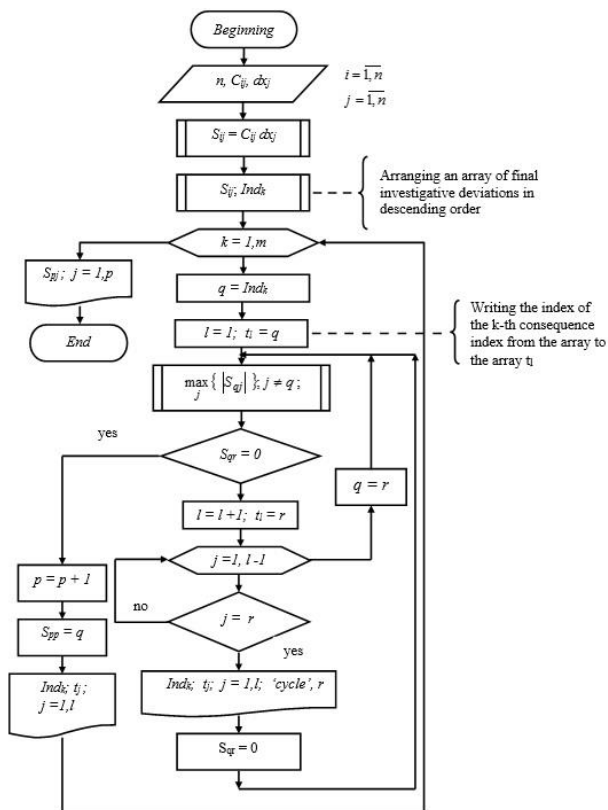 Beginning
n, Cij, dxj
i = 1, n
j = 1, n
Sij = Cij dxj
Sij; Indk
Arranging an array of final
investigative deviations in
descending order
k = 1,m
Spj; j = 1,p
End
q = Indk
l = 1; tl = q
Writing the index of
the k-th consequence
index from the array to
the array tl
max { |Sqj| }, j ≠ q ;
j
yes
Sqr = 0
q = r
l = l +1; tl = r
j =1, l -1
p = p + 1
no
j = r
Spp = q
yes
Indk; tj ;
j =1,l
Indk; tj; j = 1,l; ‘cycle’, r
Sqr = 0